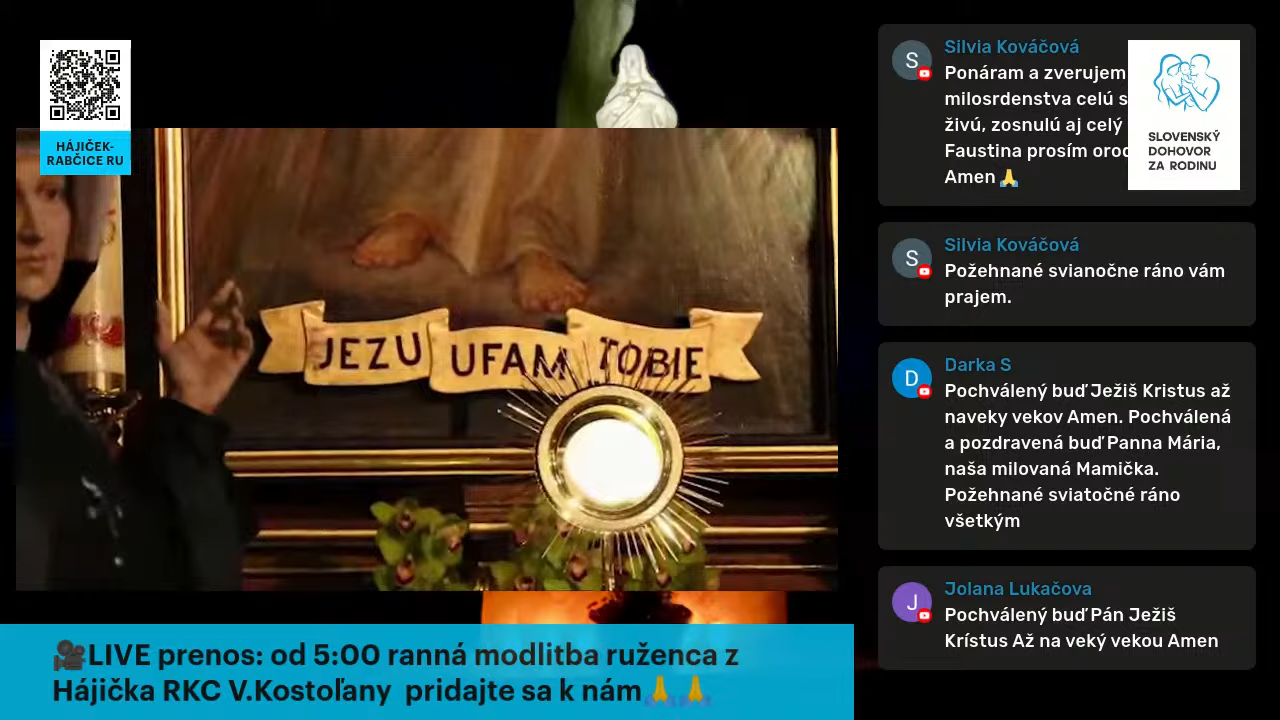 HÁJIČEK-
RABČICE RU
JEZU UFAM TOBIE
🎥LIVE prenos: od 5:00 ranná modlitba ruženca z
Hájička RKC V.Kostoľany pridajte sa k nám🙏🙏
Silvia Kováčová
Ponáram a zverujem
milosrdenstva celú
živú, zosnulú aj celý
Faustina prosím
Amen🙏
SLOVENSKÝ
DOHOVOR
ZA RODINU
S
Silvia Kováčová
Požehnané svianočne ráno vám
prajem.
S
Darka S
Pochválený buď Ježiš Kristus až
naveky vekov Amen. Pochválená
a pozdravená buď Panna Mária,
naša milovaná Mamička.
Požehnané sviatočné ráno
všetkým
D
Jolana Lukačova
Pochválený buď Pán Ježiš
Krístus Až na veký vekou Amen
J